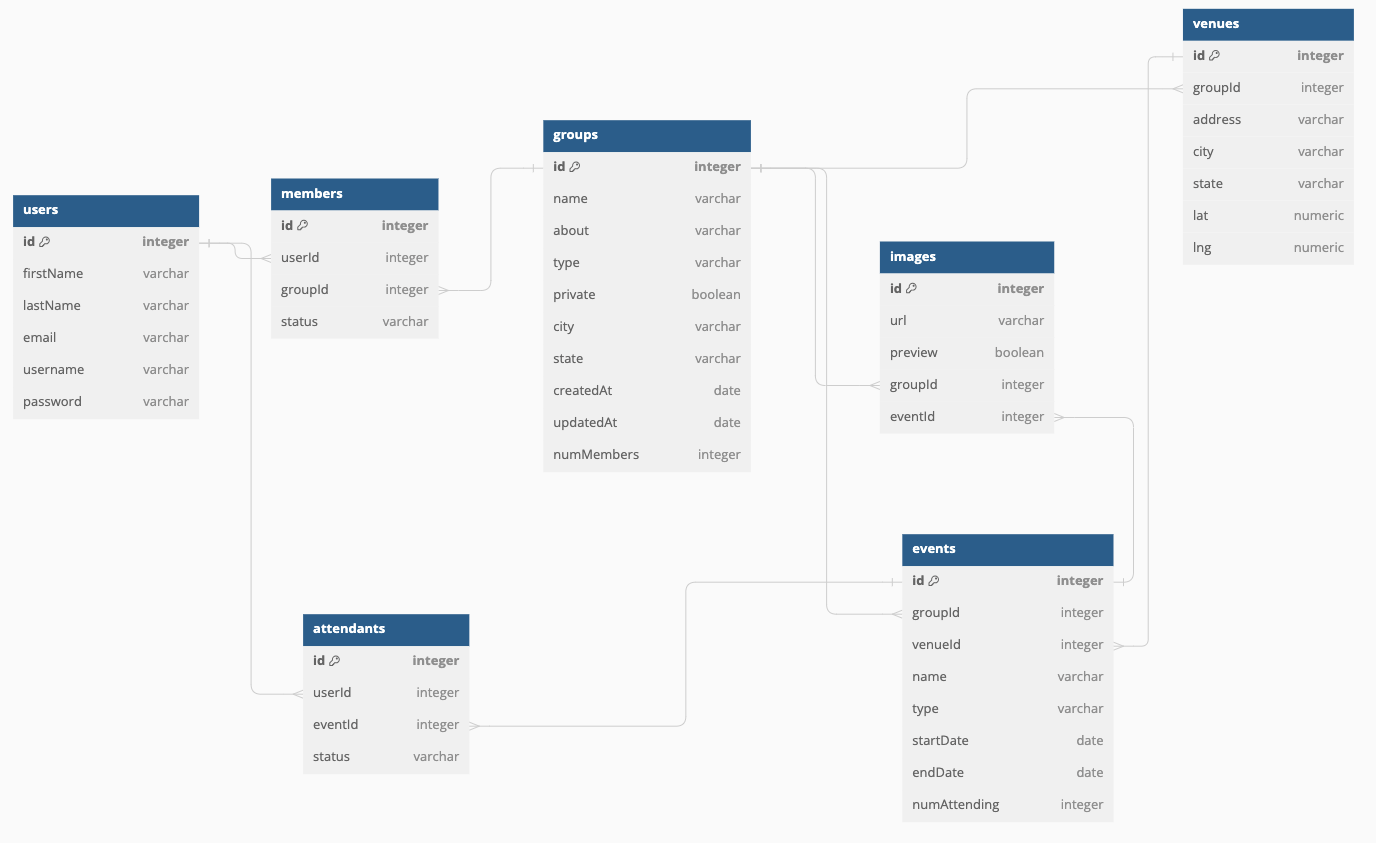 venues
id integer
groupId integer
address varchar
city varchar
state varchar
lat numeric
lng numeric
groups
id integer
name varchar
about varchar
type varchar
private boolean
city varchar
state varchar
createdAt date
updatedAt date
numMembers integer
members
id integer
userId integer
groupId integer
status varchar
users
id integer
firstName varchar
lastName varchar
email varchar
username varchar
password varchar
images
id integer
url varchar
preview boolean
groupId integer
eventId integer
events
id integer
groupId integer
venueId integer
name varchar
type varchar
startDate date
endDate date
numAttending integer
attendants
id integer
userId integer
eventId integer
status varchar